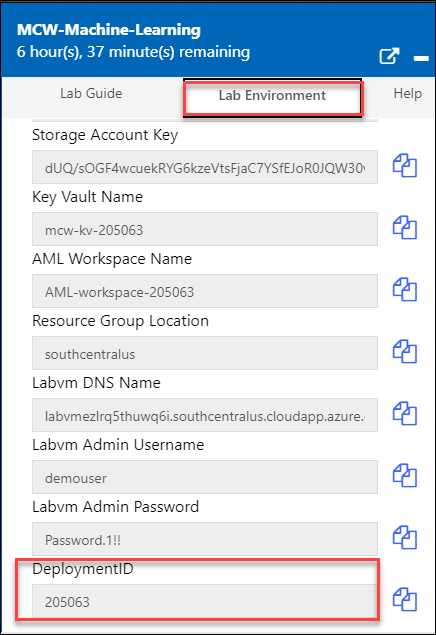 MCW-Machine-Learning
6 hour(s), 37 minute(s) remaining
Lab Guide Lab Environment Help
Storage Account Key
dUQ/sOGF4wcuekRYG6kzeVtsFjaC7YSfEJoR0JQW30
Key Vault Name
mcw-kv-205063
AML Workspace Name
AML-workspace-205063
Resource Group Location
southcentralus
Labvm DNS Name
labvmezlrq5thuwq6i.southcentralus.cloudapp.azure.
Labvm Admin Username
demouser
Labvm Admin Password
Password.1!!
DeploymentID
205063